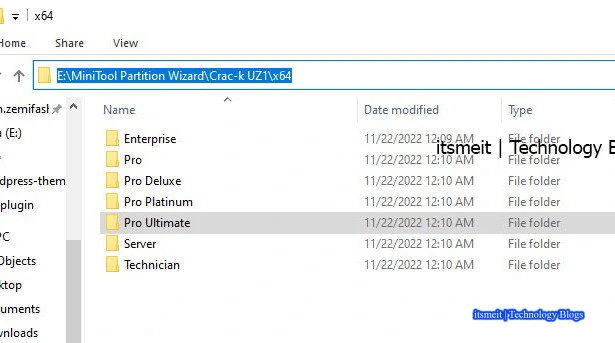 x64
Home Share View
E:\MiniTool Partition Wizard\Crac-k UZ1\x64
Name Date modified Type
n.zemifash
a (E:)
dpress-them
plugin
PC
Objects
ktop
uments
wnloads
Enterprise 11/22/2022 12:09 AM File folder
Pro 11/22/2022 12:10 AM File folder
Pro Deluxe 11/22/2022 12:10 AM File folder
Pro Platinum 11/22/2022 12:10 AM File folder
Pro Ultimate 11/22/2022 12:10 AM File folder
Server 11/22/2022 12:10 AM File folder
Technician 11/22/2022 12:10 AM File folder
itsmeit | Technology B
itsmeit | Technology Blogs